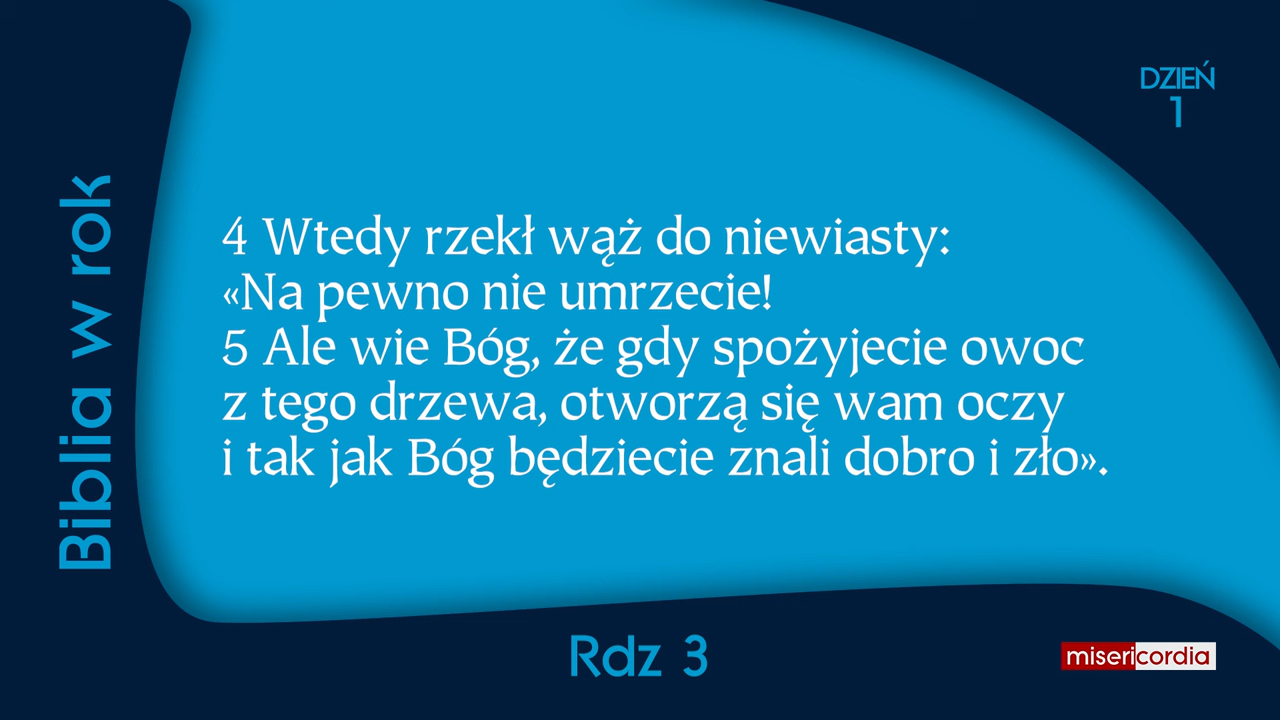 DZIEŃ
1
Biblia w rok
4 Wtedy rzekł wąż do niewiasty:
«Na pewno nie umrzecie!
5 Ale wie Bóg, że gdy spożyjecie owoc
z tego drzewa, otworzą się wam oczy
i tak jak Bóg będziecie znali dobro i zło».
Rdz 3
misericordia